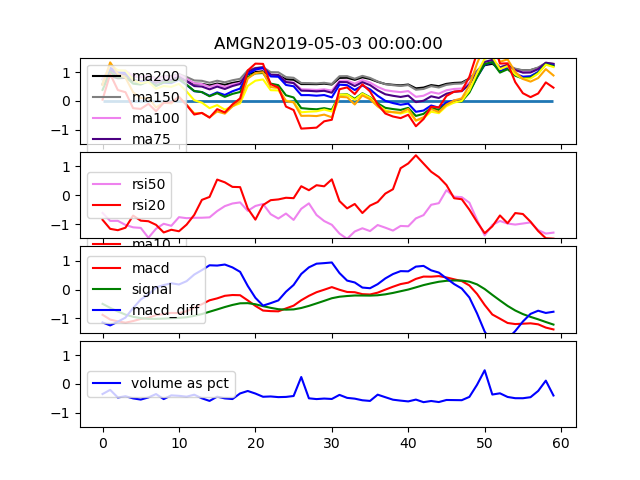 AMGN2019-05-03 00:00:00
1
0
−1
ma200
ma150
ma100
ma75
1
0
−1
rsi50
rsi20
ma10
1
0
−1
macd
signal
macd_diff
1
0
−1
volume as pct
0 10 20 30 40 50 60